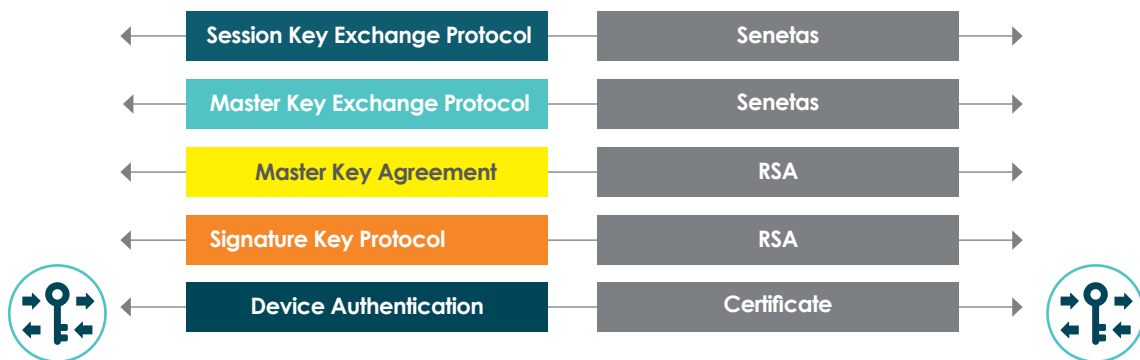 Session Key Exchange Protocol Senetas
Master Key Exchange Protocol Senetas
Master Key Agreement RSA
Signature Key Protocol RSA
Device Authentication Certificate